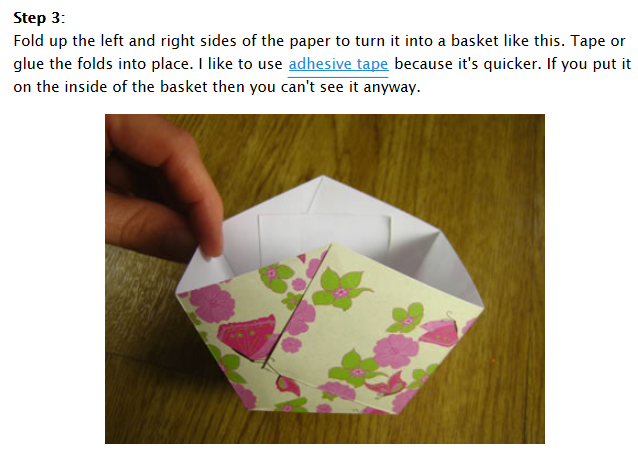 Step 3:
Fold up the left and right sides of the paper to turn it into a basket like this. Tape or
glue the folds into place. I like to use adhesive tape because it's quicker. If you put it
on the inside of the basket then you can't see it anyway.